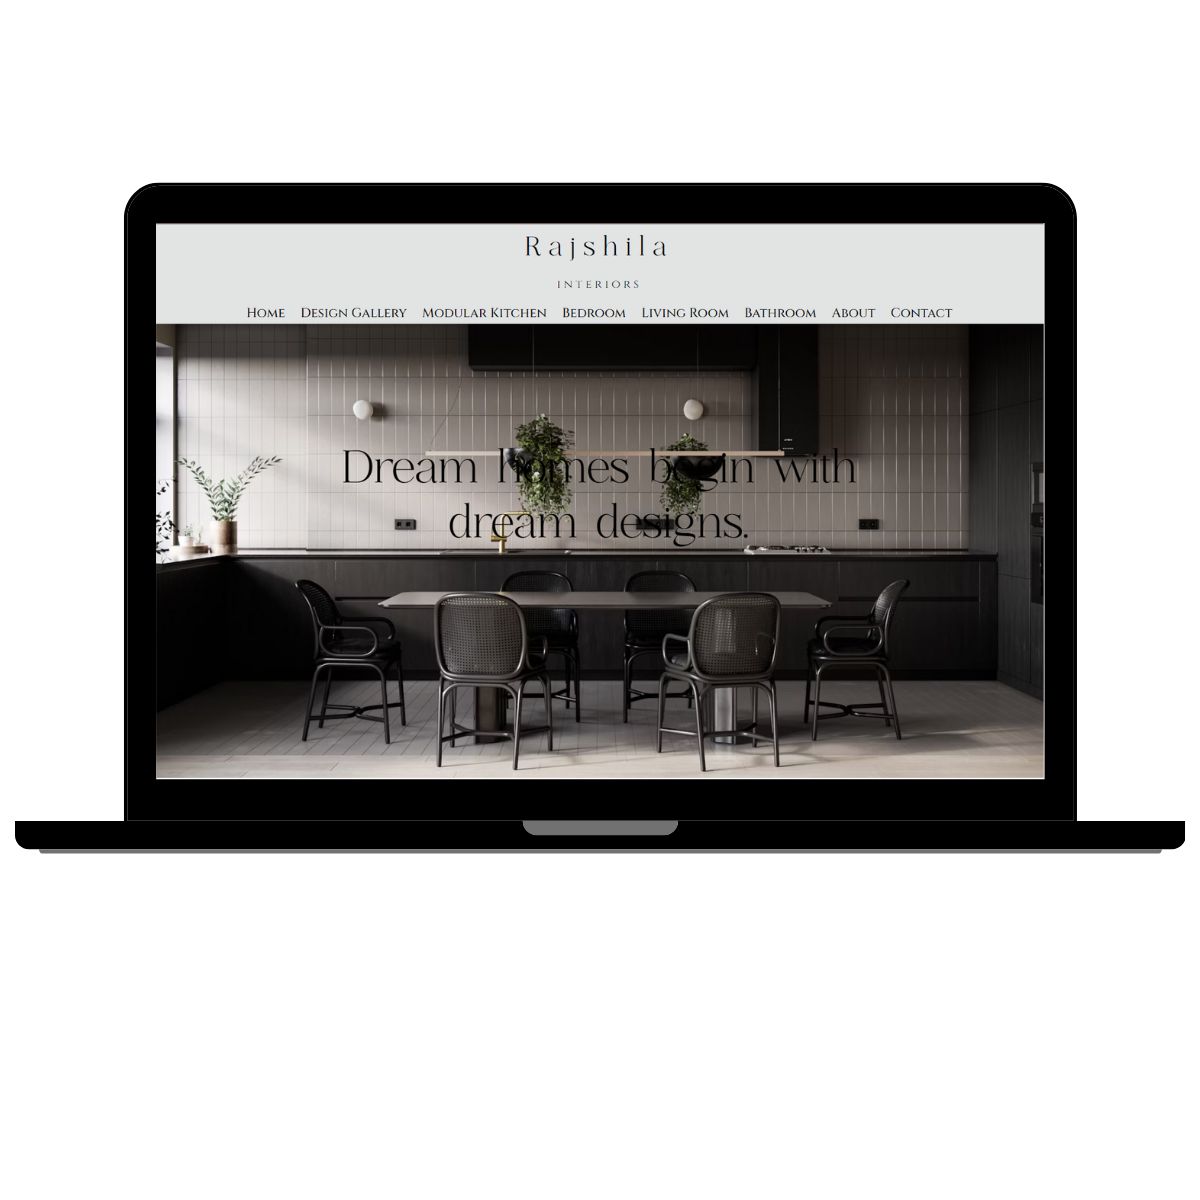 Rajshila
INTERIORS
Home Design Gallery Modular Kitchen Bedroom Living Room Bathroom About Contact
Dream homes begin with
dream designs.